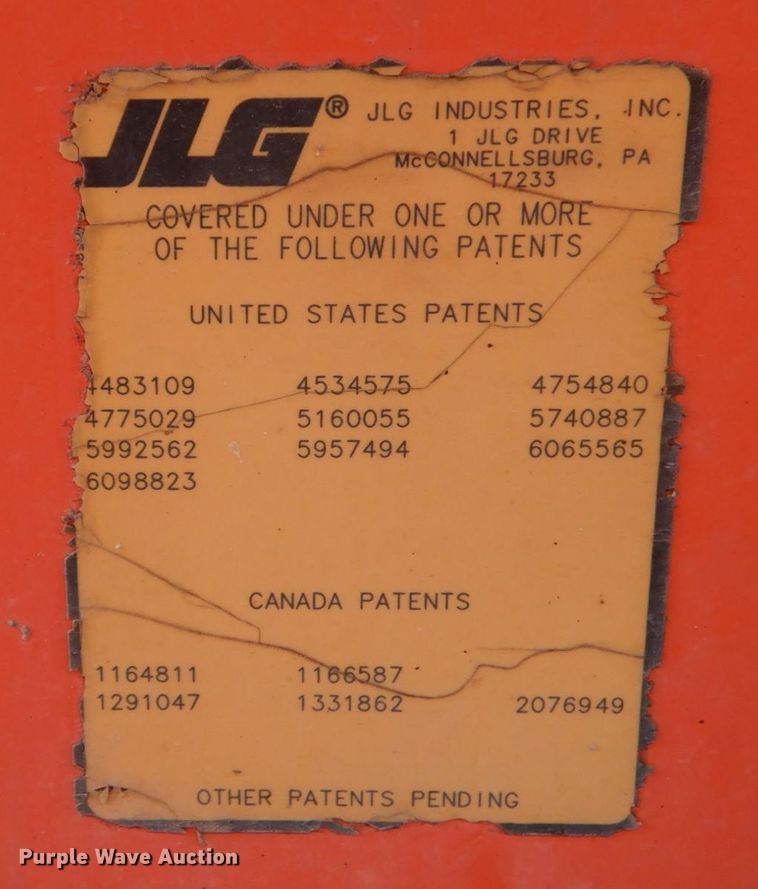 JLG® JLG INDUSTRIES, INC.
1 JLG DRIVE
McCONNELLSBURG, PA
17233
COVERED UNDER ONE OR MORE
OF THE FOLLOWING PATENTS
UNITED STATES PATENTS
4483109 4534575 4754840
4775029 5160055 5740887
5992562 5957494 6065565
6098823
CANADA PATENTS
1164811 1166587
1291047 1331862 2076949
OTHER PATENTS PENDING
Purple Wave Auction